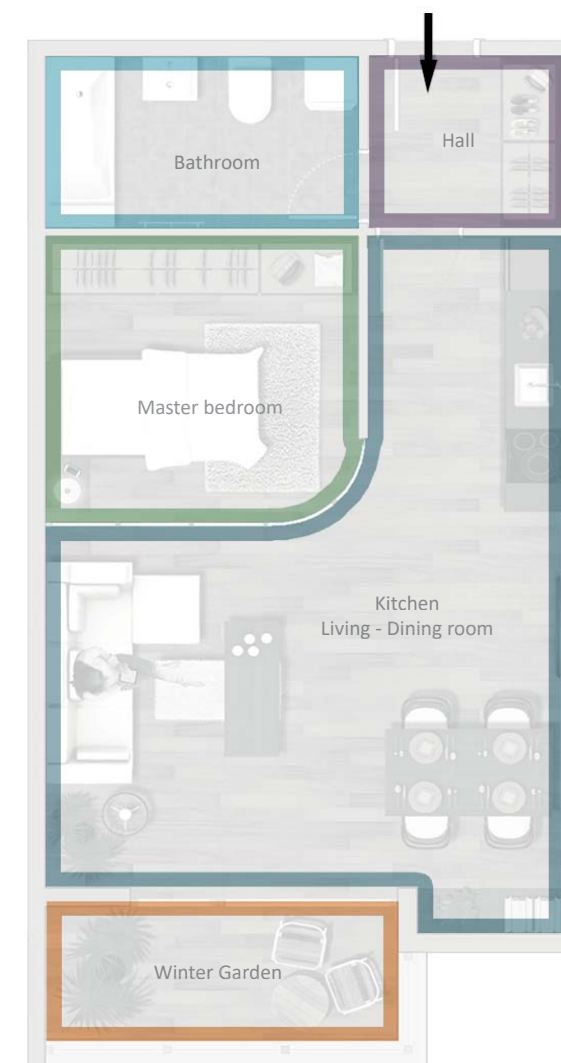 Hall
Bathroom
Master bedroom
Kitchen
Living - Dining room
Winter Garden